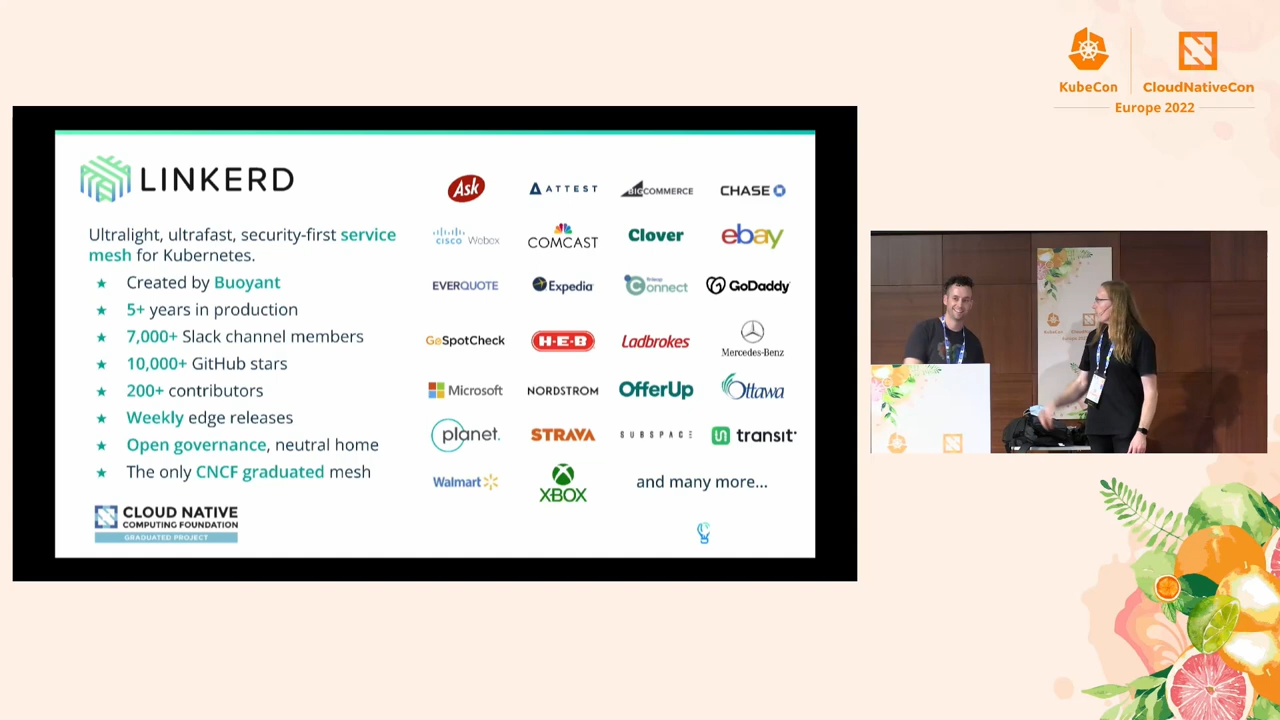 KubeCon
CloudNativeCon
Europe 2022
LINKERD
Ultralight, ultrafast, security-first service
mesh for Kubernetes.
★ Created by Buoyant
★ 5+ years in production
★ 7,000+ Slack channel members
★ 10,000+ GitHub stars
★ 200+ contributors
★ Weekly edge releases
★ Open governance, neutral home
★ The only CNCF graduated mesh
CLOUD NATIVE
COMPUTING FOUNDATION
GRADUATED PROJECT
Ask
ATTEST
BIGCOMMERCE
CHASE
CISCO Webex
COMCAST
Clover
ebay
EVERQUOTE
Expedia
Connect
GoDaddy
GoSpotCheck
H-E-B
Ladbrokes
Mercedes-Benz
Microsoft
NORDSTROM
OfferUp
Ottawa
planet.
STRAVA
SUBSPACE
transit
Walmart
XBOX
and many more...